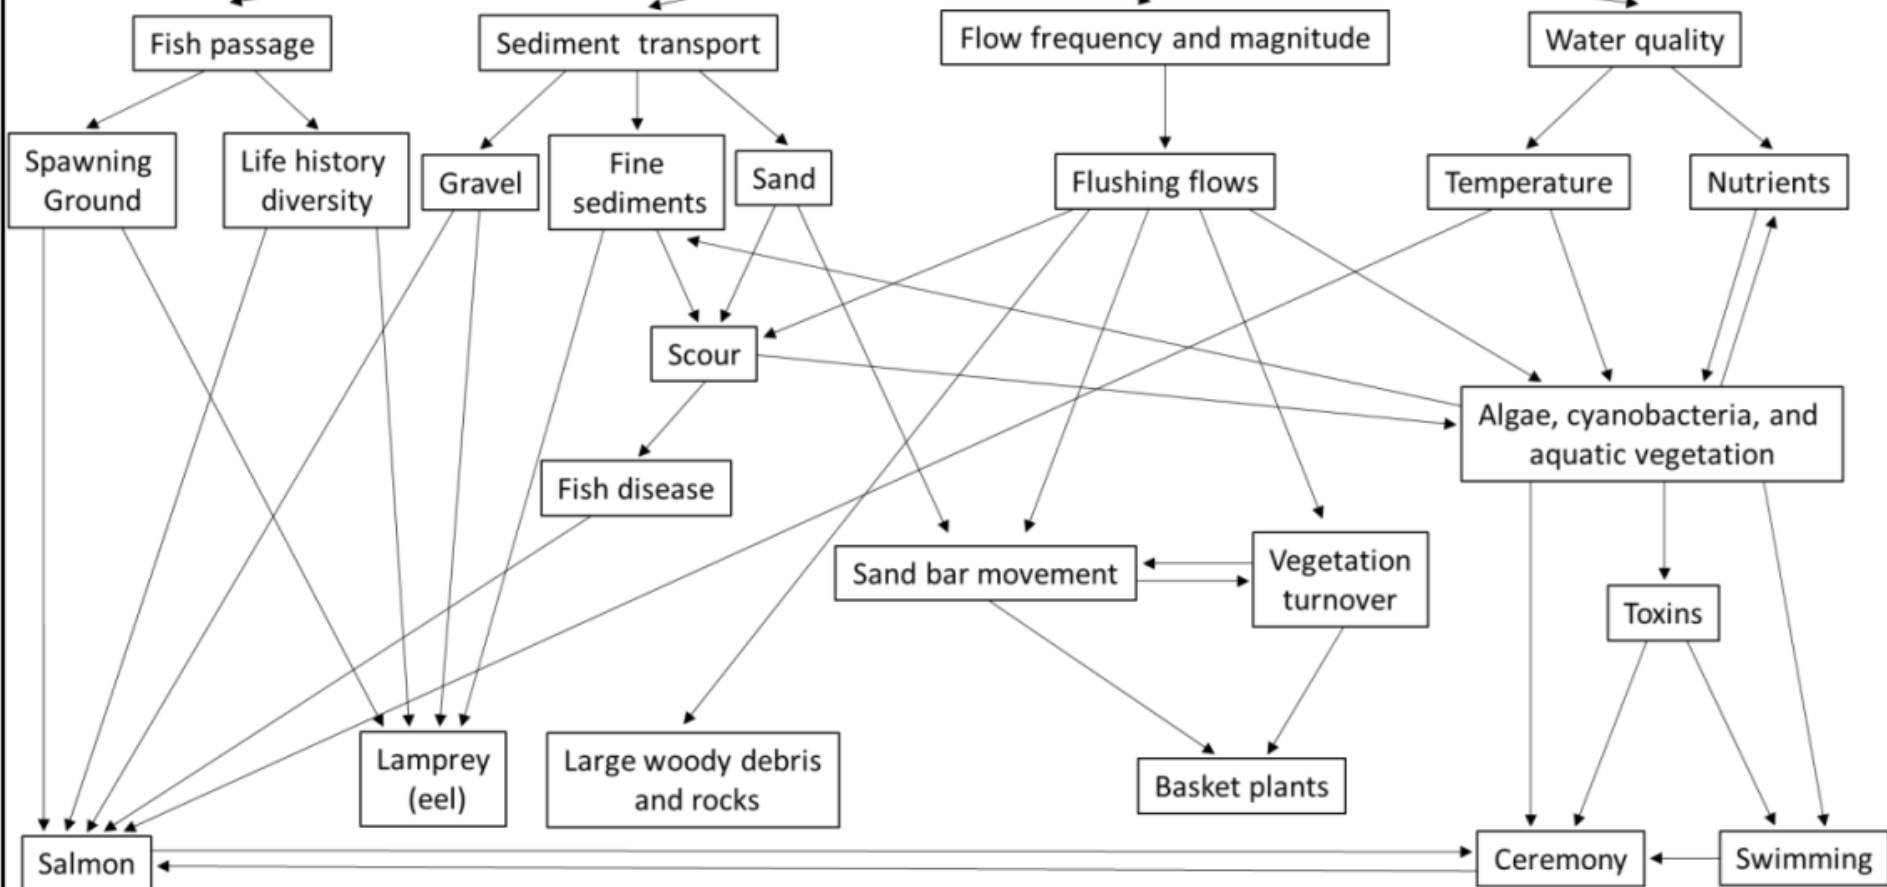 Fish passage
Sediment transport
Flow frequency and magnitude
Water quality
Spawning
Ground
Life history
diversity
Gravel
Fine
sediments
Sand
Flushing flows
Temperature
Nutrients
Scour
Algae, cyanobacteria, and
aquatic vegetation
Fish disease
Sand bar movement
Vegetation
turnover
Toxins
Lamprey
(eel)
Large woody debris
and rocks
Basket plants
Salmon
Ceremony
Swimming